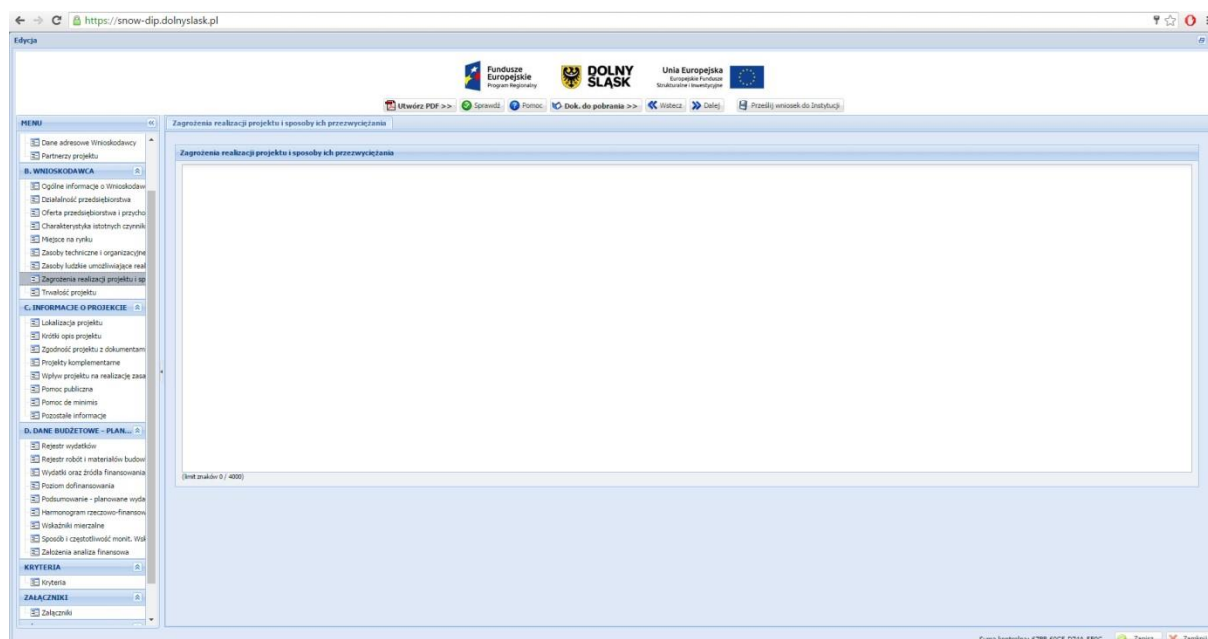 https://snow-dip.dolnyslask.pl
Edycja
Fundusze
Europejskie
Program Regionalny
DOLNY
ŚLĄSK
Unia Europejska
Europejskie Fundusze
Strukturalne i Inwestycyjne
Utwórz PDF >> Sprawdź Pomoc Dok. do pobrania >> Wstecz Dalej Prześlij wniosek do Instytucji
MENU
Dane adresowe Wnioskodawcy
Partnerzy projektu
B. WNIOSKODAWCA
Ogólne informacje o Wnioskodaw
Działalność przedsiębiorstwa
Oferta przedsiębiorstwa i przycho
Charakterystyka istotnych czynnik
Miejsce na rynku
Zasoby techniczne i organizacyjne
Zasoby ludzkie umożliwiające real
Zagrożenia realizacji projektu i sp
Trwałość projektu
C. INFORMACJE O PROJEKCIE
Lokalizacja projektu
Krótki opis projektu
Zgodność projektu z dokumentam
Projekty komplementarne
Wpływ projektu na realizację zasa
Pomoc publiczna
Pomoc de minimis
Pozostałe informacje
D. DANE BUDŻETOWE - PLAN...
Rejestr wydatków
Rejestr robót i materiałów budow
Wydatki oraz źródła finansowania
Poziom dofinansowania
Podsumowanie - planowane wyda
Harmonogram rzeczowo-finansow
Wskaźniki mierzalne
Sposób i częstotliwość monit. Wsk
Założenia analiza finansowa
KRYTERIA
Kryteria
ZAŁĄCZNIKI
Załączniki
Zagrożenia realizacji projektu i sposoby ich przezwyciężania
Zagrożenia realizacji projektu i sposoby ich przezwyciężania
(limit znaków 0 / 4000)
Suma kontrolna: Zapisz Zamknij